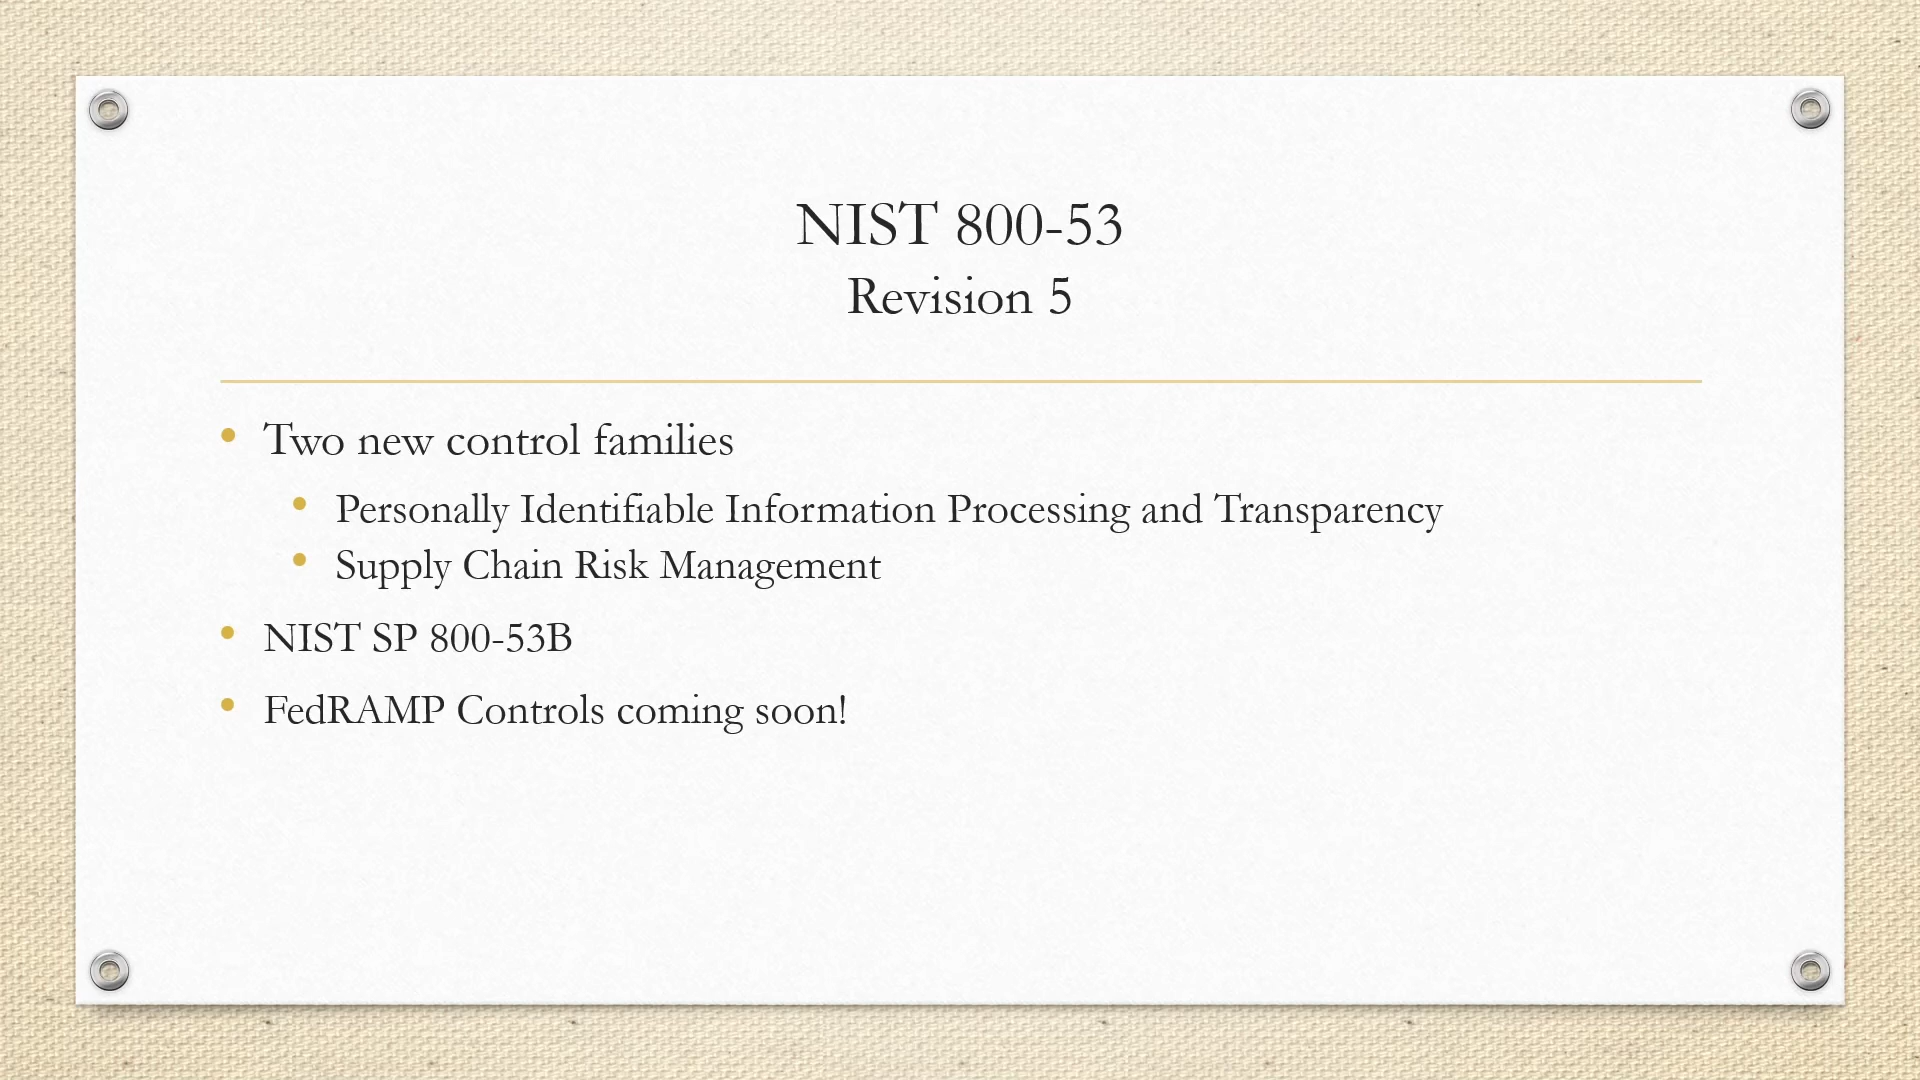 NIST 800-53
Revision 5
• Two new control families
• Personally Identifiable Information Processing and Transparency
• Supply Chain Risk Management
• NIST SP 800-53B
• FedRAMP Controls coming soon!